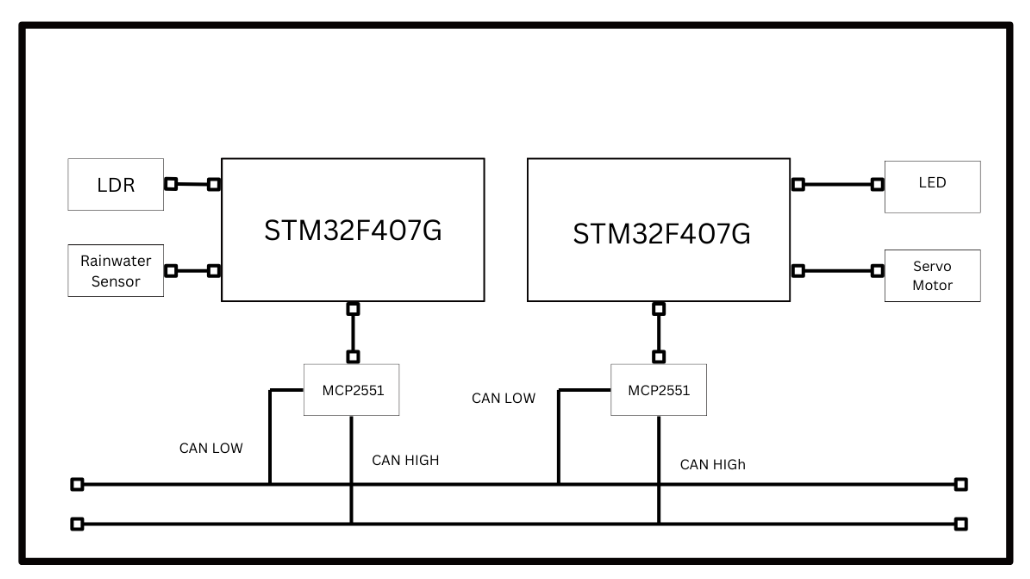 LDR
STM32F407G
STM32F407G
LED
Rainwater
Sensor
Servo
Motor
MCP2551
MCP2551
CAN LOW
CAN LOW
CAN HIGH
CAN HIGh